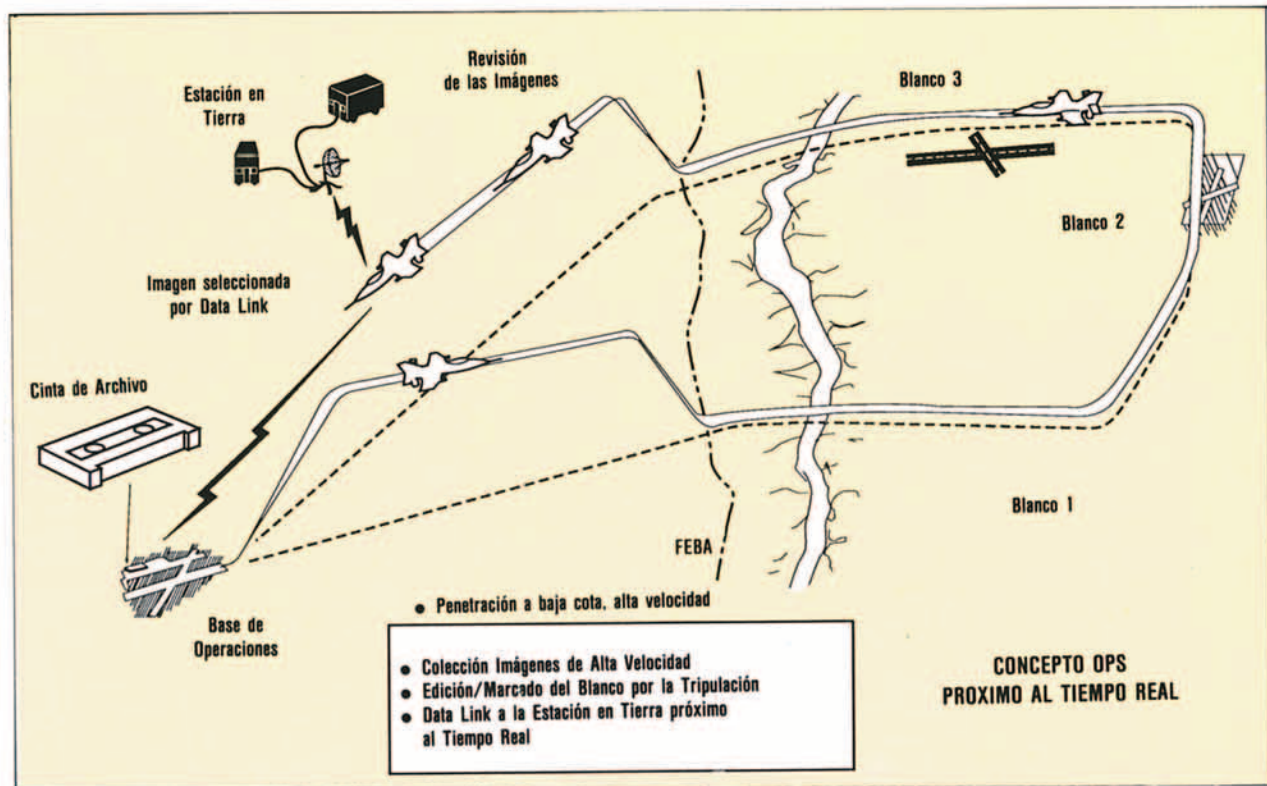 Revisión
de las Imágenes
Blanco 3
Estación en
Tierra
Blanco 2
Imagen seleccionada
por Data Link
Cinta de Archivo
Blanco 1
FEBA
Base de
Operaciones
● Penetración a baja cota, alta velocidad
● Colección Imágenes de Alta Velocidad
● Edición/Marcado del Blanco por la Tripulación
● Data Link a la Estación en Tierra próximo
al Tiempo Real
CONCEPTO OPS
PROXIMO AL TIEMPO REAL